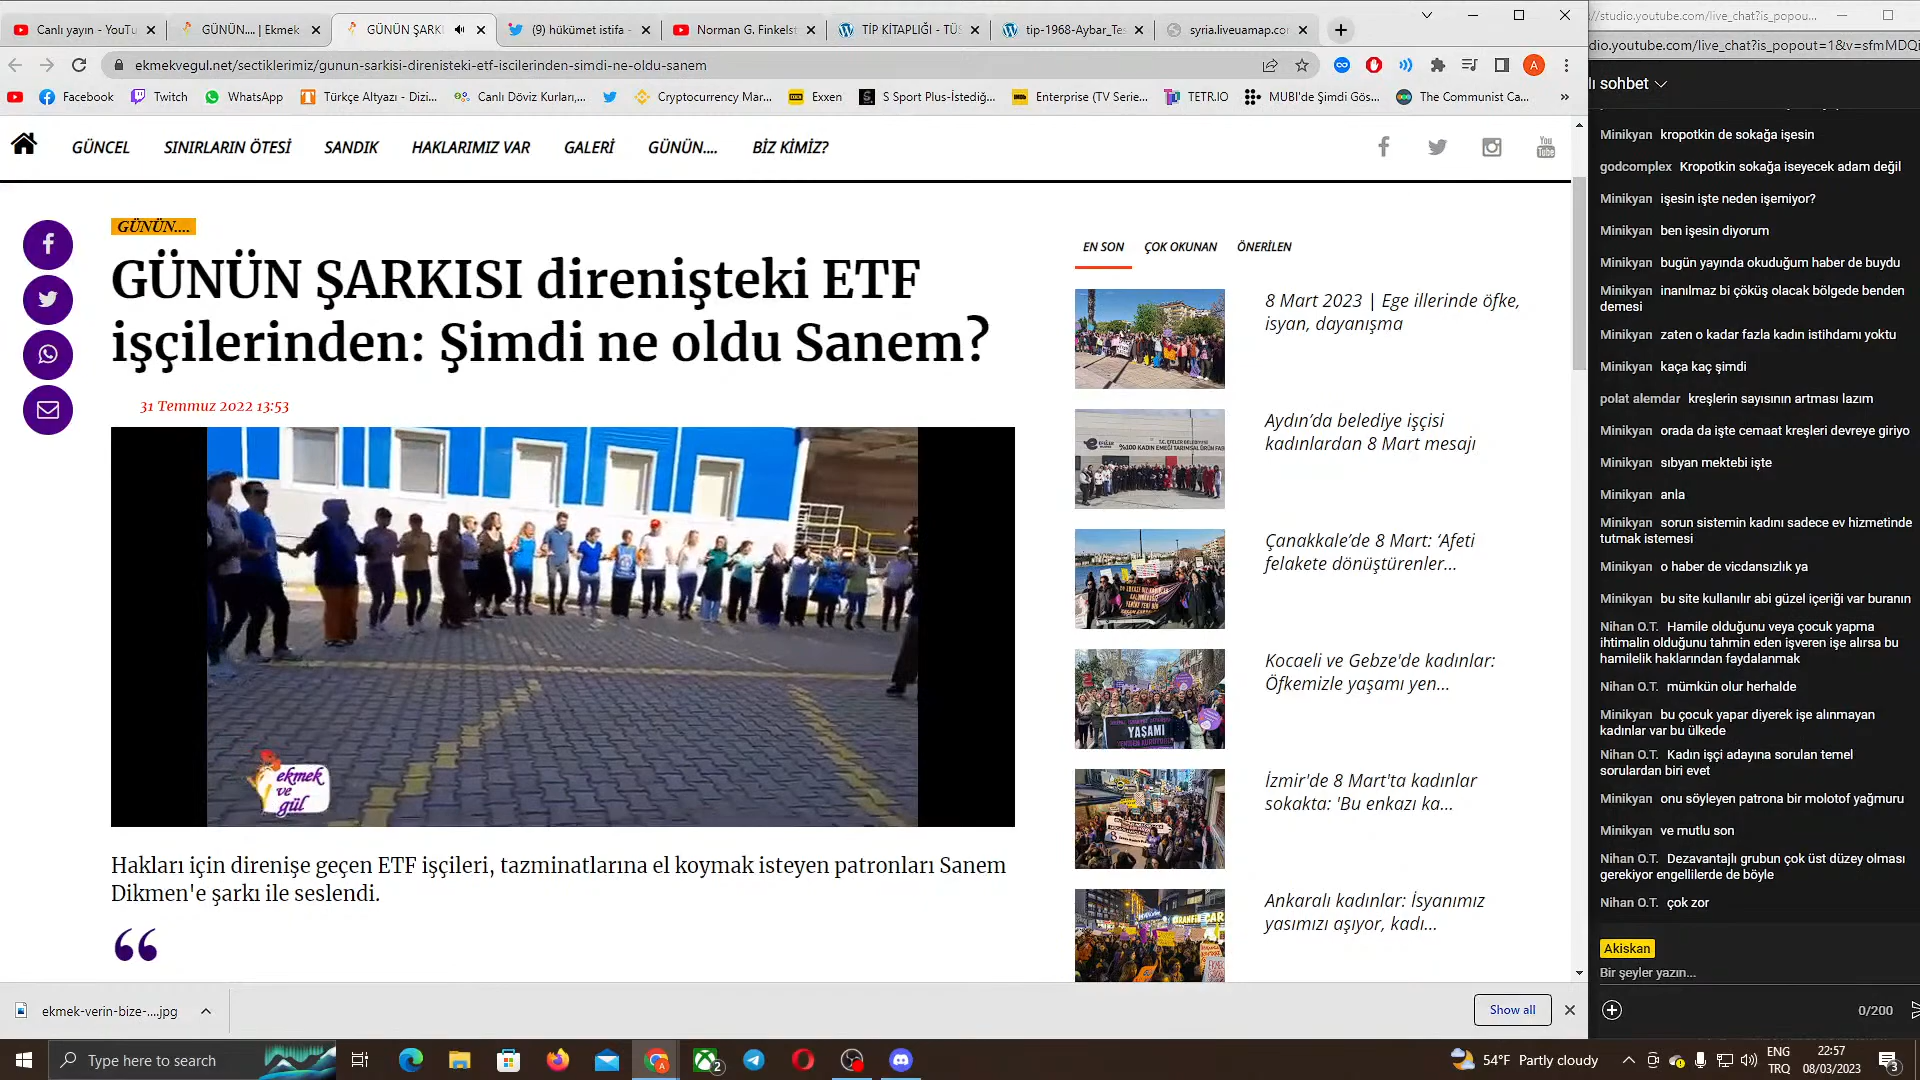 Canlı yayın - YouTu
GÜNÜN.... | Ekmek
GÜNÜN ŞARKI
(9) hükümet istifa -
Norman G. Finkelst
TİP KİTAPLIĞI - TÜS
tip-1968-Aybar_Tes
syria.liveuamap.co
ekmekvegul.net/sectiklerimiz/gunun-sarkisi-direnisteki-etf-iscilerinden-simdi-ne-oldu-sanem
A
Facebook
Twitch
WhatsApp
Türkçe Altyazı - Dizi...
Canlı Döviz Kurları,...
Cryptocurrency Mar...
Exxen
S Sport Plus-İstediğ...
Enterprise (TV Serie...
TETR.IO
MUBI'de Şimdi Gös...
The Communist Ca...
GÜNCEL
SINIRLARIN ÖTESİ
SANDIK
HAKLARIMIZ VAR
GALERİ
GÜNÜN....
BİZ KİMİZ?
You
Tube
GÜNÜN....
GÜNÜN ŞARKISI direnişteki ETF
işçilerinden: Şimdi ne oldu Sanem?
31 Temmuz 2022 13:53
ekmek
ve
gül
Hakları için direnişe geçen ETF işçileri, tazminatlarına el koymak isteyen patronları Sanem
Dikmen'e şarkı ile seslendi.
EN SON
ÇOK OKUNAN
ÖNERİLEN
8 Mart 2023 | Ege illerinde öfke,
isyan, dayanışma
T.C. EFELER BELEDİYESİ
Aydın’da belediye işçisi
kadınlardan 8 Mart mesajı
Çanakkale’de 8 Mart: ‘Afeti
felakete dönüştürenler...
YAŞAMI
Kocaeli ve Gebze'de kadınlar:
Öfkemizle yaşamı yen...
İzmir'de 8 Mart'ta kadınlar
sokakta: 'Bu enkazı ka...
Ankaralı kadınlar: İsyanımız
yasımızı aşıyor, kadı...
//studio.youtube.com/live_chat?is_popou...
dio.youtube.com/live_chat?is_popout=1&v=sfmMDQi
lı sohbet
Minikyan kropotkin de sokağa işesin
godcomplex Kropotkin sokağa iseyecek adam değil
Minikyan işesin işte neden işemiyor?
Minikyan ben işesin diyorum
Minikyan bugün yayında okuduğum haber de buydu
Minikyan inanılmaz bi çöküş olacak bölgede benden
demesi
Minikyan zaten o kadar fazla kadın istihdamı yoktu
Minikyan kaça kaç şimdi
polat alemdar kreşlerin sayısının artması lazım
Minikyan orada da işte cemaat kreşleri devreye giriyo
Minikyan sıbyan mektebi işte
Minikyan anla
Minikyan sorun sistemin kadını sadece ev hizmetinde
tutmak istemesi
Minikyan o haber de vicdansızlık ya
Minikyan bu site kullanılır abi güzel içeriği var buranın
Nihan O.T. Hamile olduğunu veya çocuk yapma
ihtimalin olduğunu tahmin eden işveren işe alırsa bu
hamilelik haklarından faydalanmak
Nihan O.T. mümkün olur herhalde
Minikyan bu çocuk yapar diyerek işe alınmayan
kadınlar var bu ülkede
Nihan O.T. Kadın işçi adayına sorulan temel
sorulardan biri evet
Minikyan onu söyleyen patrona bir molotof yağmuru
Minikyan ve mutlu son
Nihan O.T. Dezavantajlı grubun çok üst düzey olması
gerekiyor engellilerde de böyle
Nihan O.T. çok zor
Akiskan
Bir şeyler yazın...
0/200
ekmek-verin-bize-....jpg
Show all
Type here to search
2
54°F Partly cloudy
ENG
TRQ
22:57
08/03/2023
3